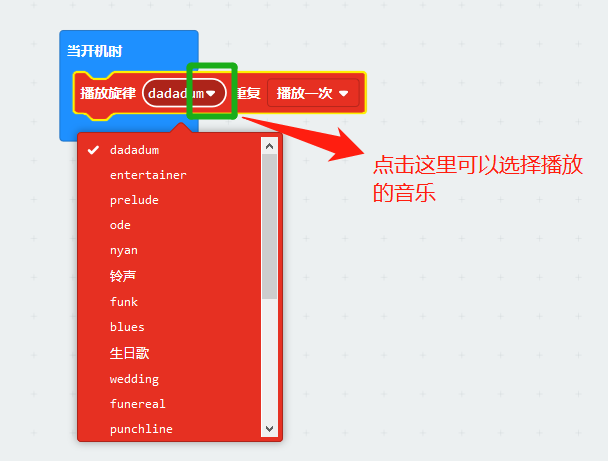 当开机时
播放旋律 dadadum 重复 播放一次
dadadum
entertainer
prelude
ode
nyan
铃声
funk
blues
生日歌
wedding
funereal
punchline
点击这里可以选择播放
的音乐